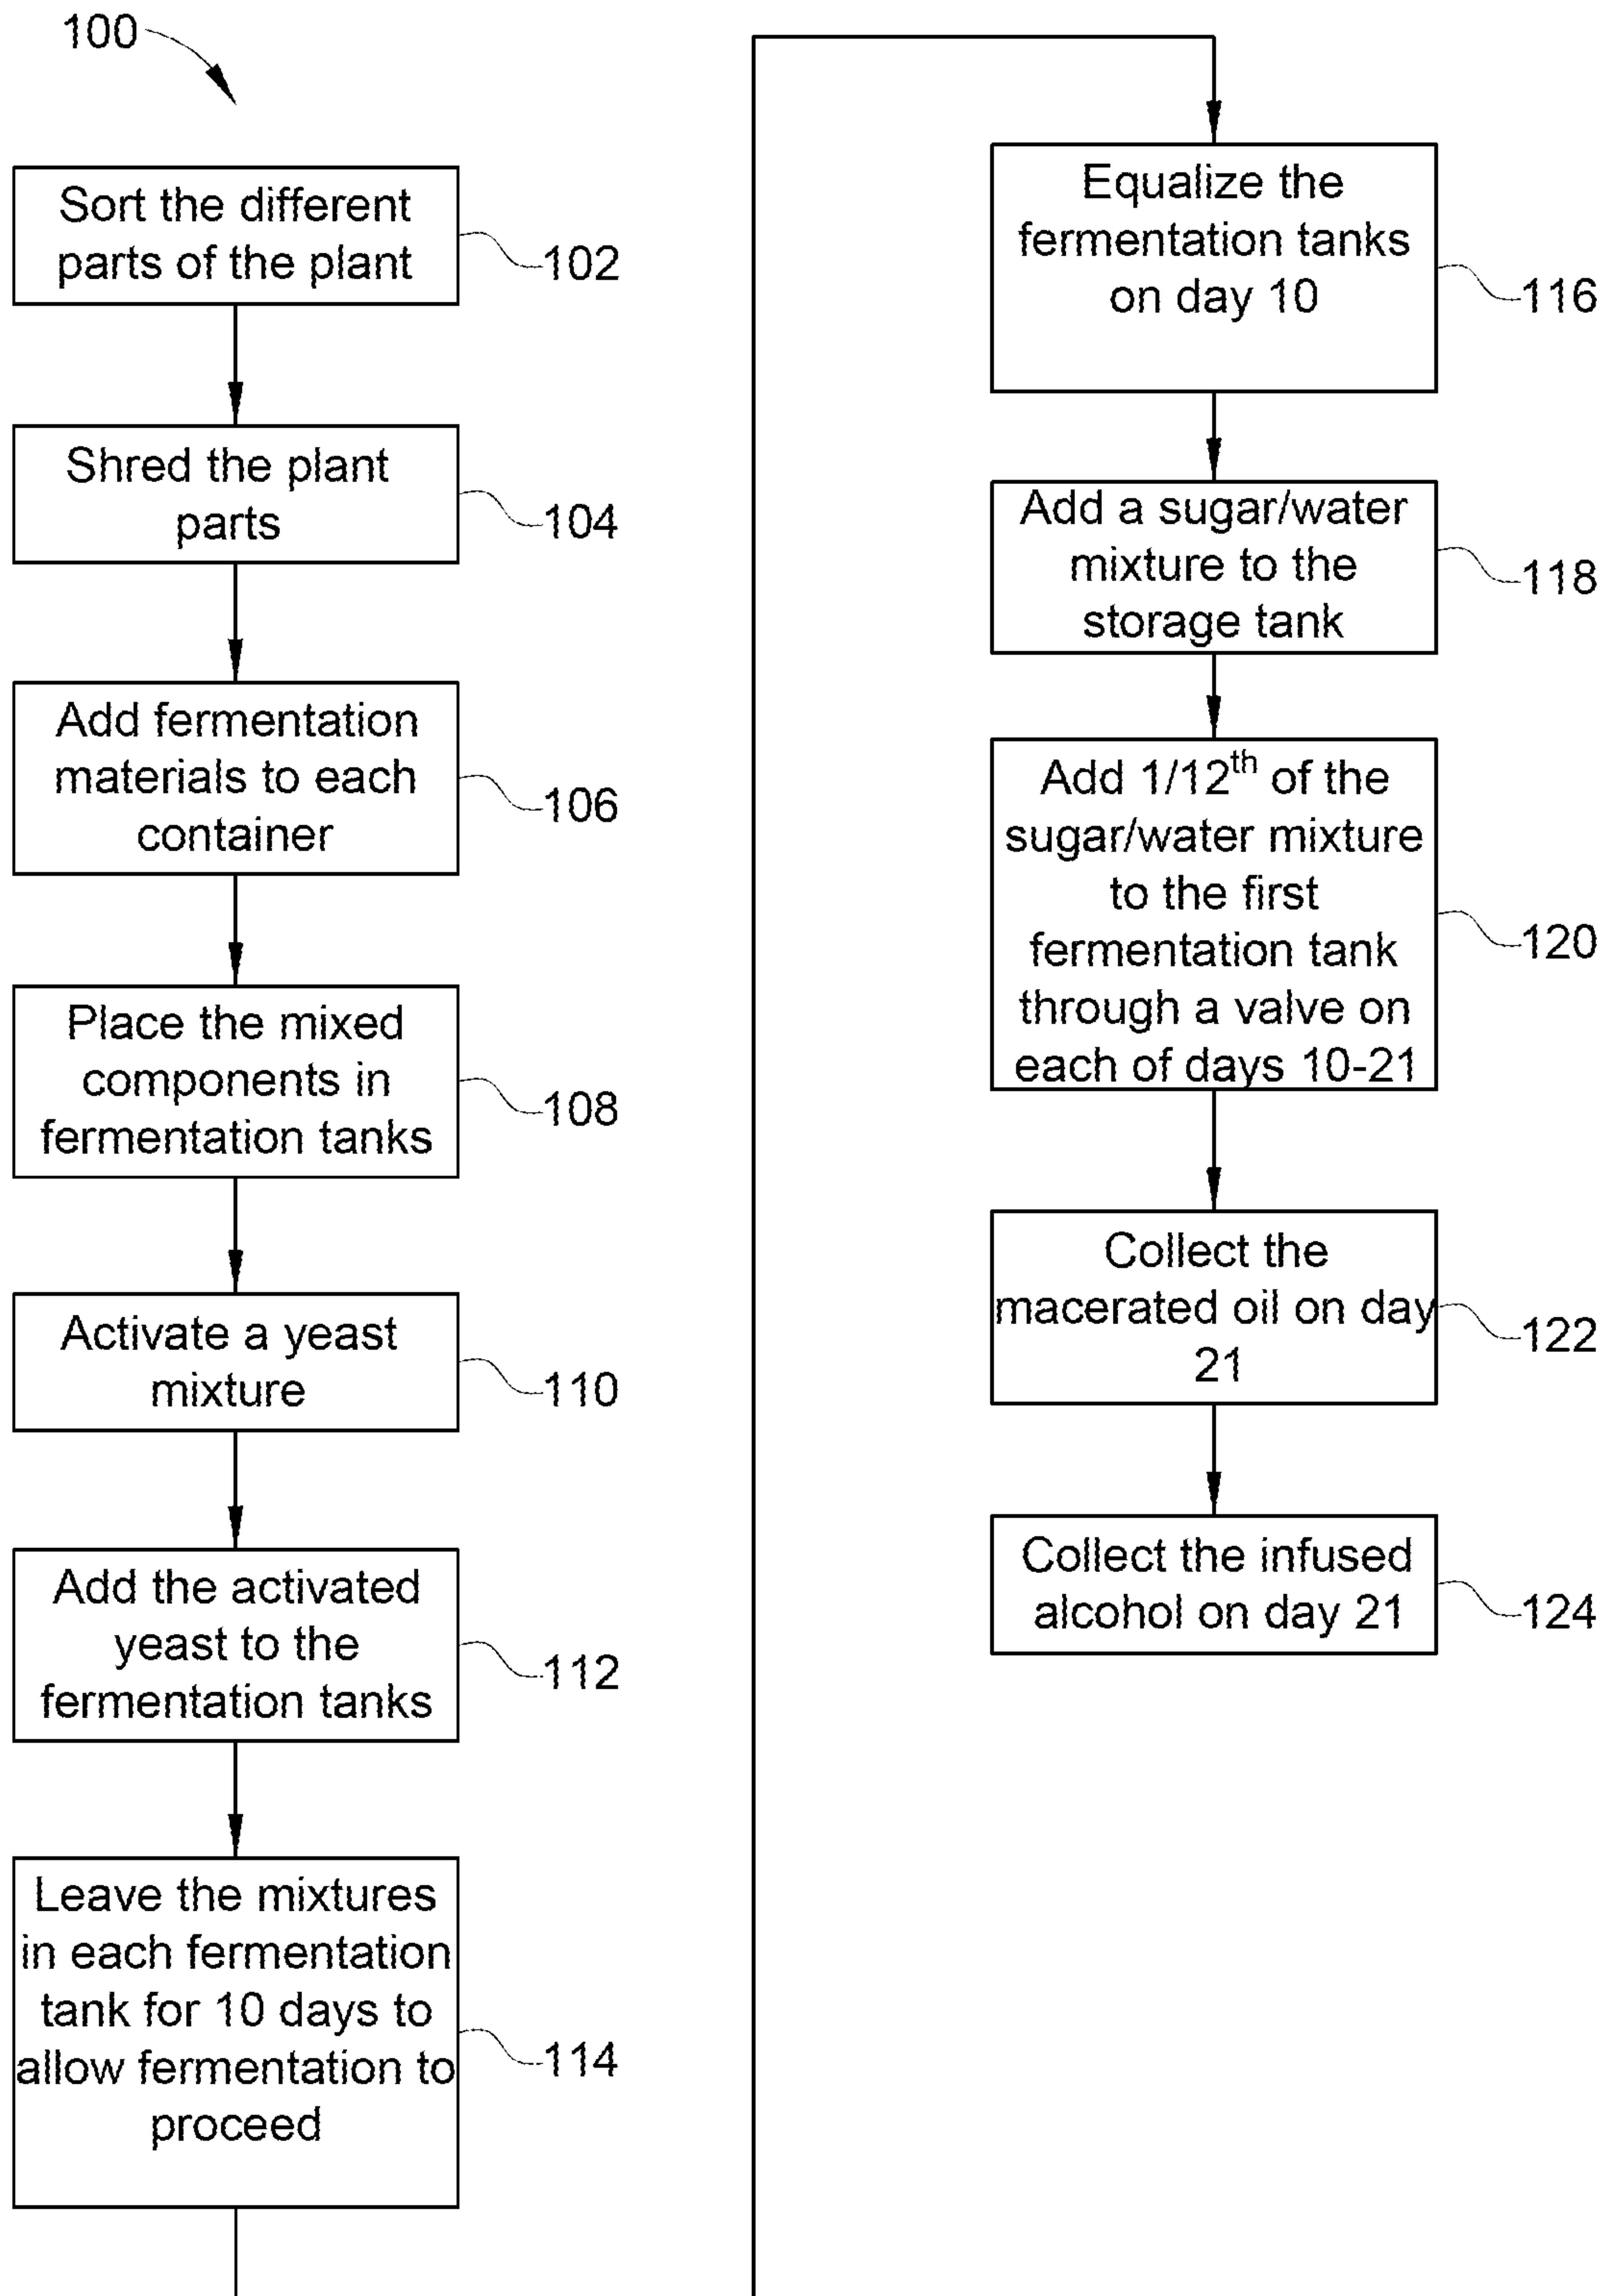 100
Sort the different
parts of the plant
102
Shred the plant
parts
104
Add fermentation
materials to each
container
106
Place the mixed
components in
fermentation tanks
108
Activate a yeast
mixture
110
Add the activated
yeast to the
fermentation tanks
112
Leave the mixtures
in each fermentation
tank for 10 days to
allow fermentation to
proceed
114
Equalize the
fermentation tanks
on day 10
116
Add a sugar/water
mixture to the
storage tank
118
Add 1/12th of the
sugar/water mixture
to the first
fermentation tank
through a valve on
each of days 10-21
120
Collect the
macerated oil on day
21
122
Collect the infused
alcohol on day 21
124